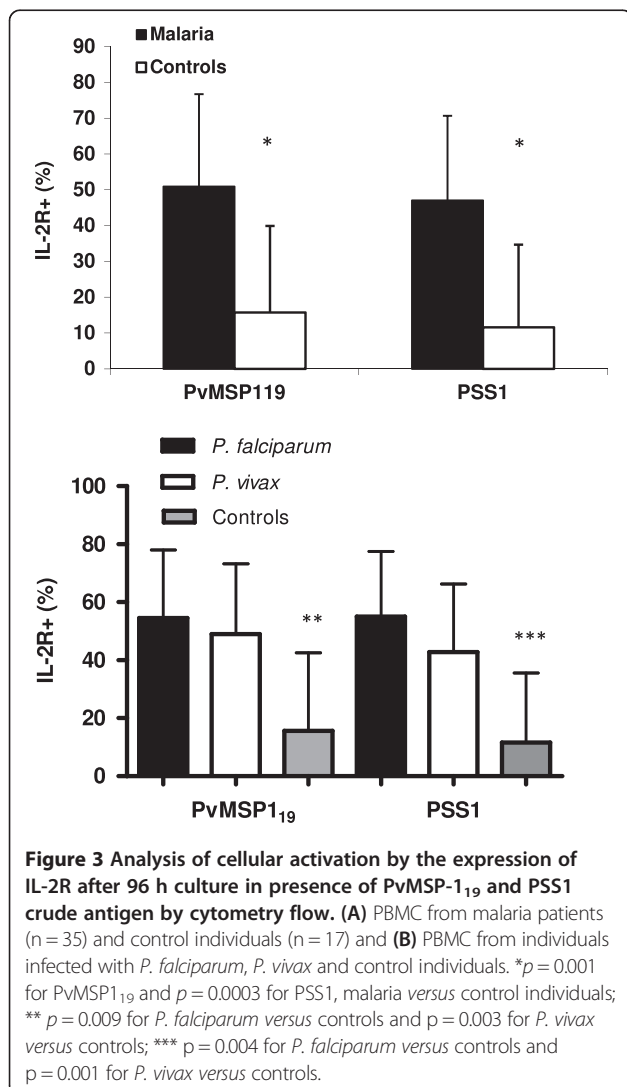 Malaria
Controls
90
80
70
60
50
40
30
20
10
0
IL-2R+ (%)
*
*
PvMSP119
PSS1
P. falciparum
P. vivax
Controls
100
80
60
40
20
0
IL-2R+ (%)
**
***
PvMSP1₁₉
PSS1
Figure 3 Analysis of cellular activation by the expression of
IL-2R after 96 h culture in presence of PvMSP-1₁₉ and PSS1
crude antigen by cytometry flow. (A) PBMC from malaria patients
(n = 35) and control individuals (n = 17) and (B) PBMC from individuals
infected with P. falciparum, P. vivax and control individuals. *p = 0.001
for PvMSP1₁₉ and p = 0.0003 for PSS1, malaria versus control individuals;
** p = 0.009 for P. falciparum versus controls and p = 0.003 for P. vivax
versus controls; *** p = 0.004 for P. falciparum versus controls and
p = 0.001 for P. vivax versus controls.